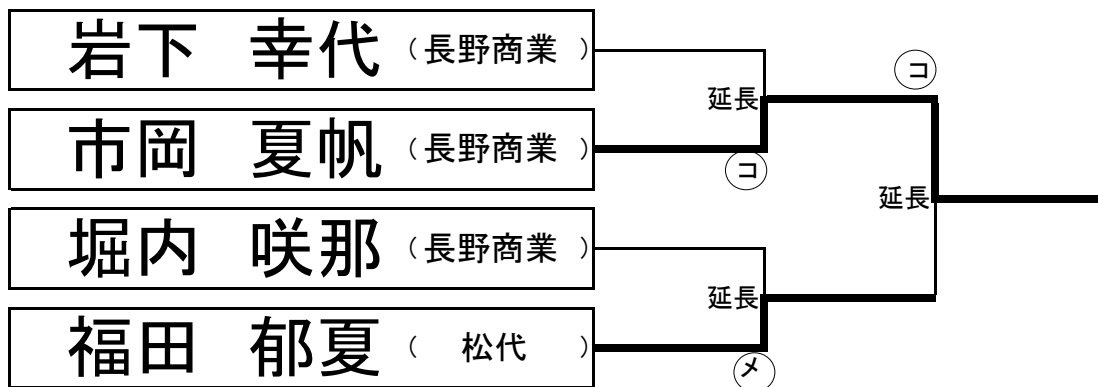 岩下 幸代 (長野商業)
コ
延長
市岡 夏帆 (長野商業)
コ
延長
堀内 咲那 (長野商業)
延長
福田 郁夏 (松代)
メ